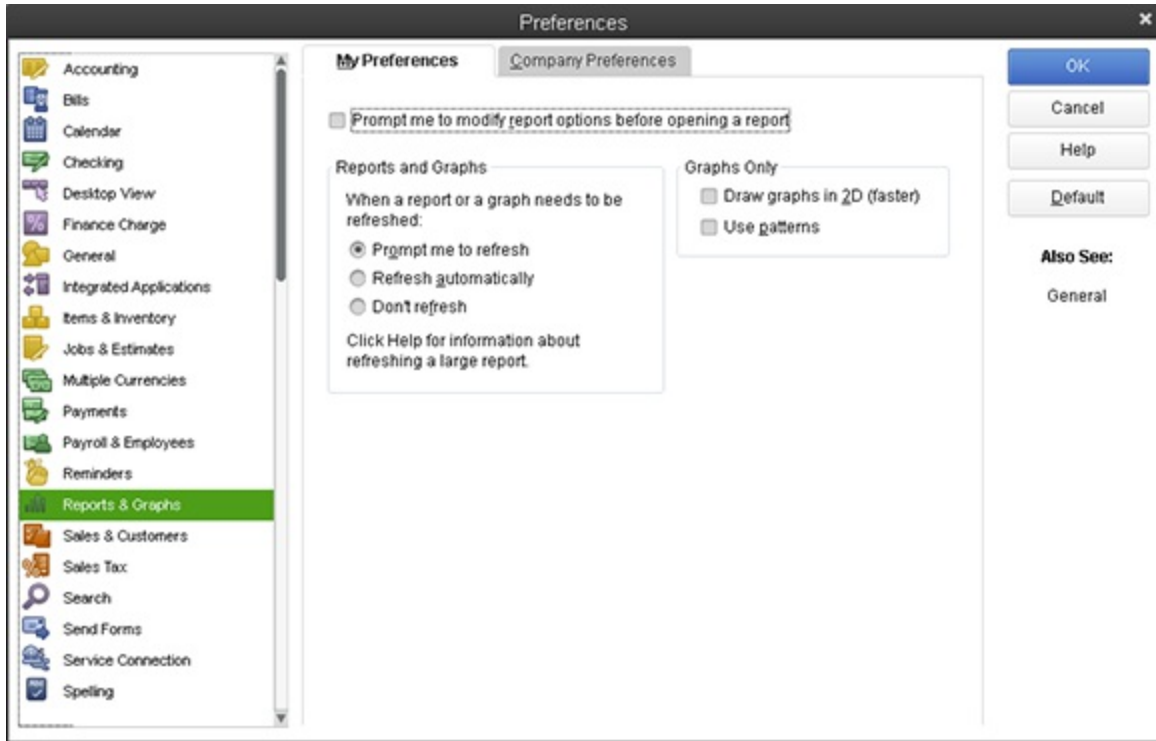 Preferences
Accounting
Bills
Calendar
Checking
Desktop View
Finance Charge
General
Integrated Applications
Items & Inventory
Jobs & Estimates
Multiple Currencies
Payments
Payroll & Employees
Reminders
Reports & Graphs
Sales & Customers
Sales Tax
Search
Send Forms
Service Connection
Spelling
My Preferences
Company Preferences
Prompt me to modify report options before opening a report
Reports and Graphs
When a report or a graph needs to be
refreshed:
Prompt me to refresh
Refresh automatically
Don't refresh
Click Help for information about
refreshing a large report.
Graphs Only
Draw graphs in 2D (faster)
Use patterns
OK
Cancel
Help
Default
Also See:
General